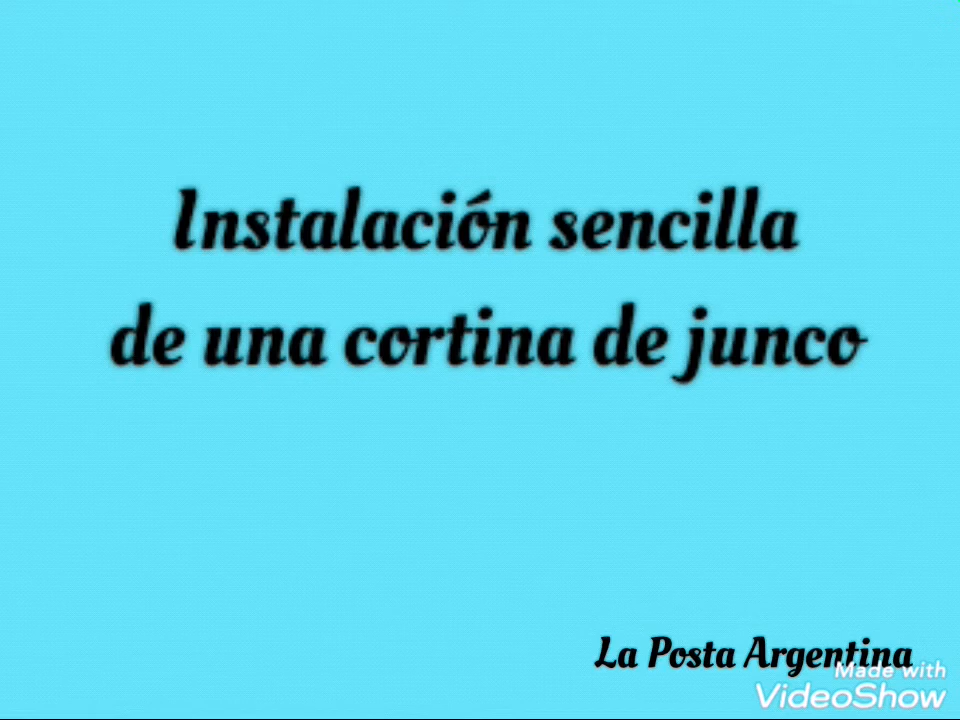 Instalación sencilla
de una cortina de junco
La Posta Argentina
Made with
VideoShow